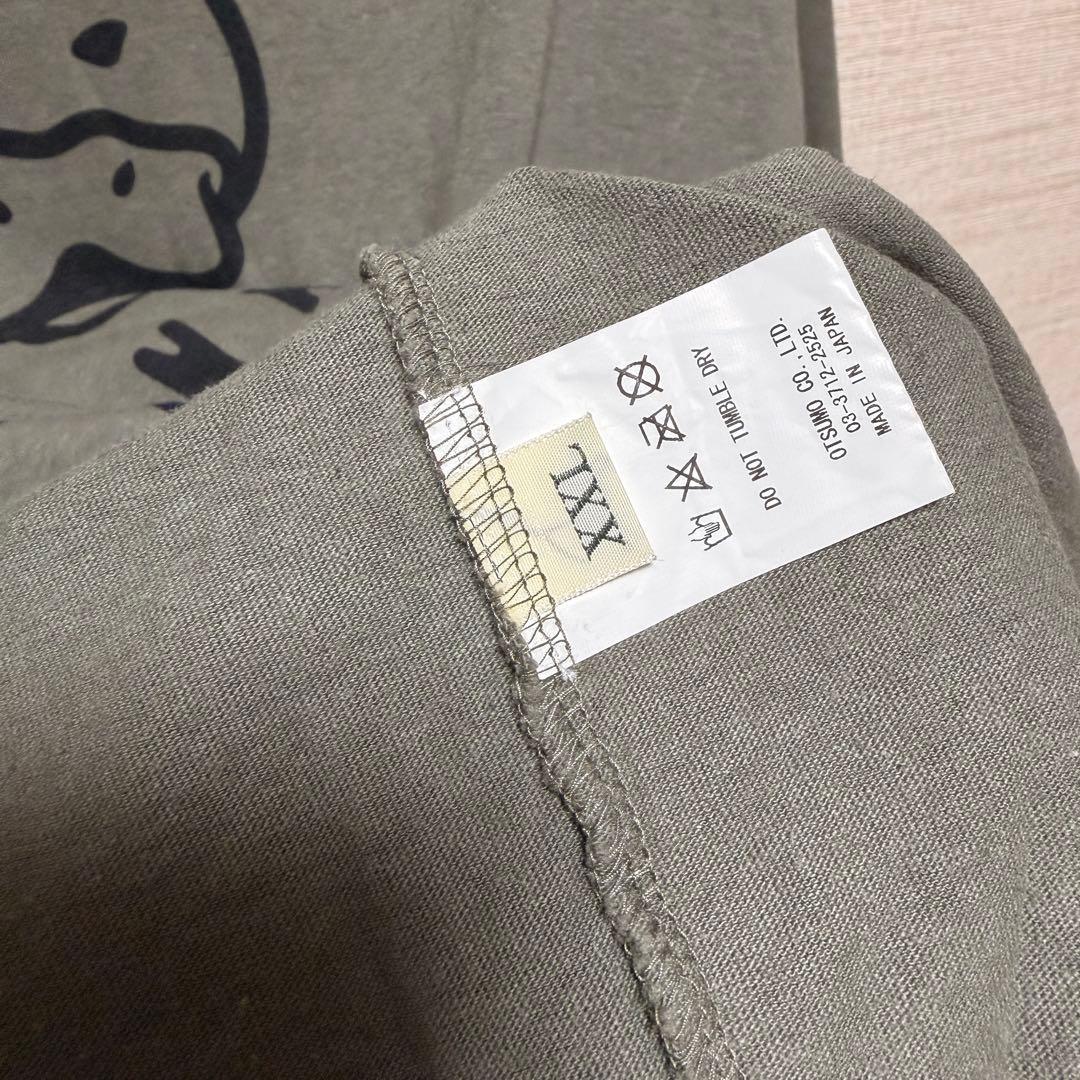 XXL
DO NOT TUMBLE DRY
OTSUMO CO., LTD.
03-3712-2525
MADE IN JAPAN